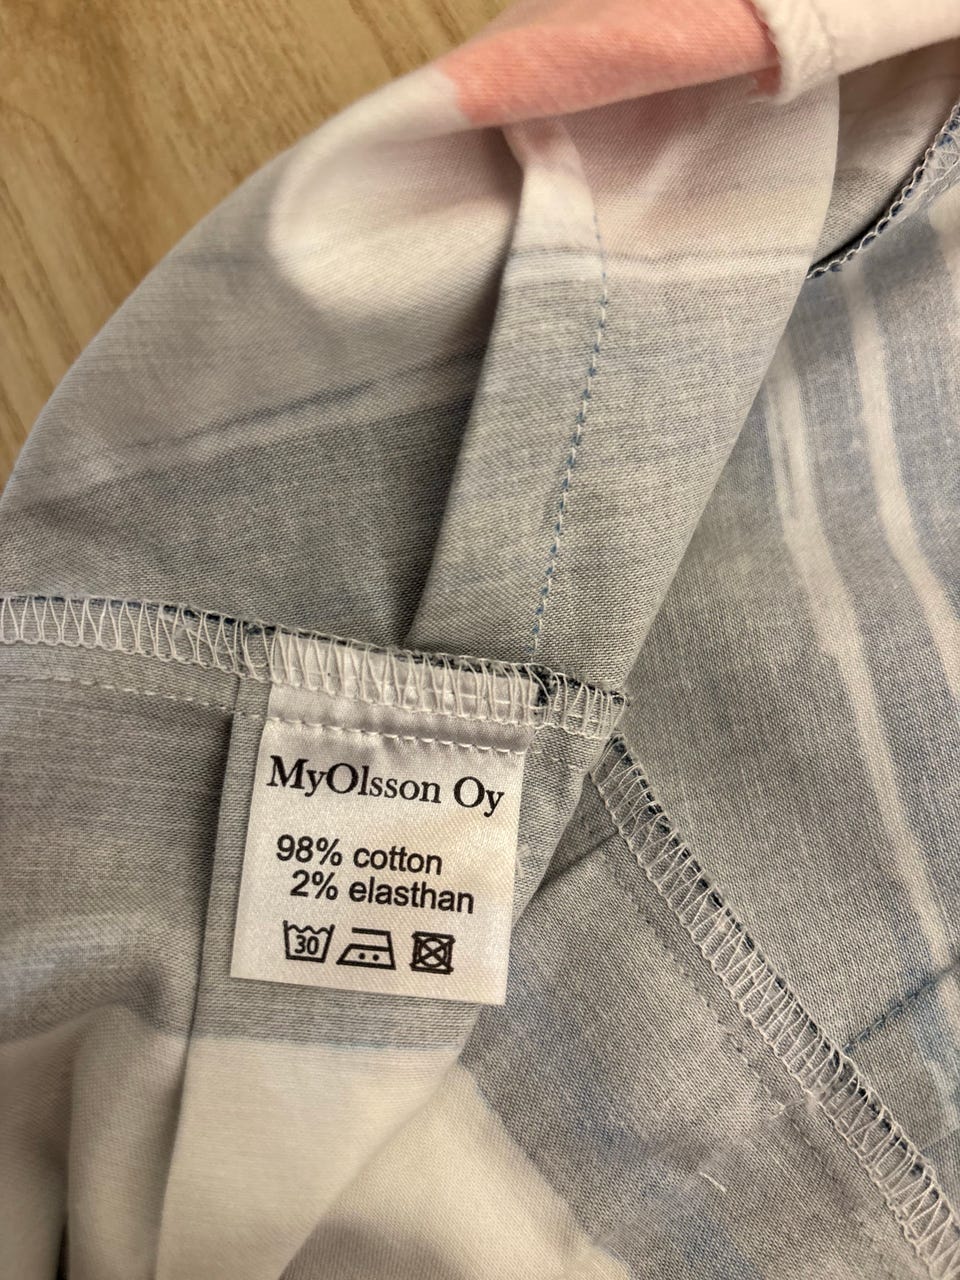 MyOlsson Oy
98% cotton
2% elasthan
30